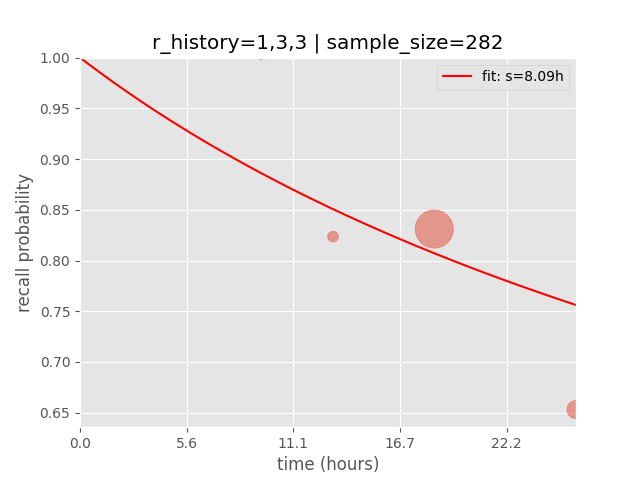 r_history=1,3,3 | sample_size=282
fit: s=8.09h
1.00
0.95
0.90
0.85
0.80
0.75
0.70
0.65
recall probability
0.0 5.6 11.1 16.7 22.2
time (hours)